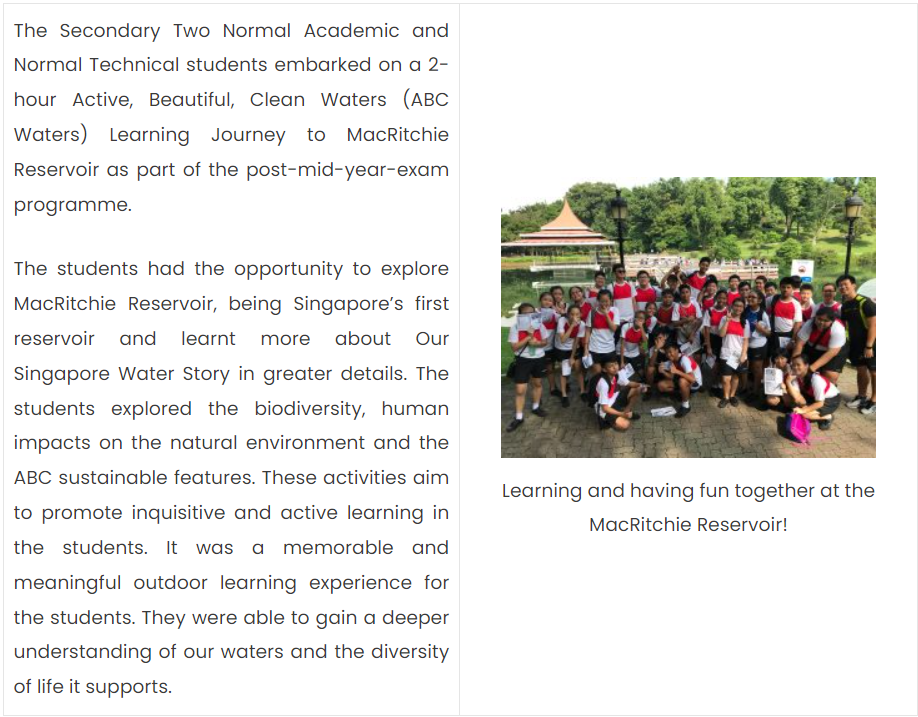 The Secondary Two Normal Academic and
Normal Technical students embarked on a 2-
hour Active, Beautiful, Clean Waters (ABC
Waters) Learning Journey to MacRitchie
Reservoir as part of the post-mid-year-exam
programme.
The students had the opportunity to explore
MacRitchie Reservoir, being Singapore’s first
reservoir and learnt more about Our
Singapore Water Story in greater details. The
students explored the biodiversity, human
impacts on the natural environment and the
ABC sustainable features. These activities aim
to promote inquisitive and active learning in
the students. It was a memorable and
meaningful outdoor learning experience for
the students. They were able to gain a deeper
understanding of our waters and the diversity
of life it supports.
Learning and having fun together at the
MacRitchie Reservoir!